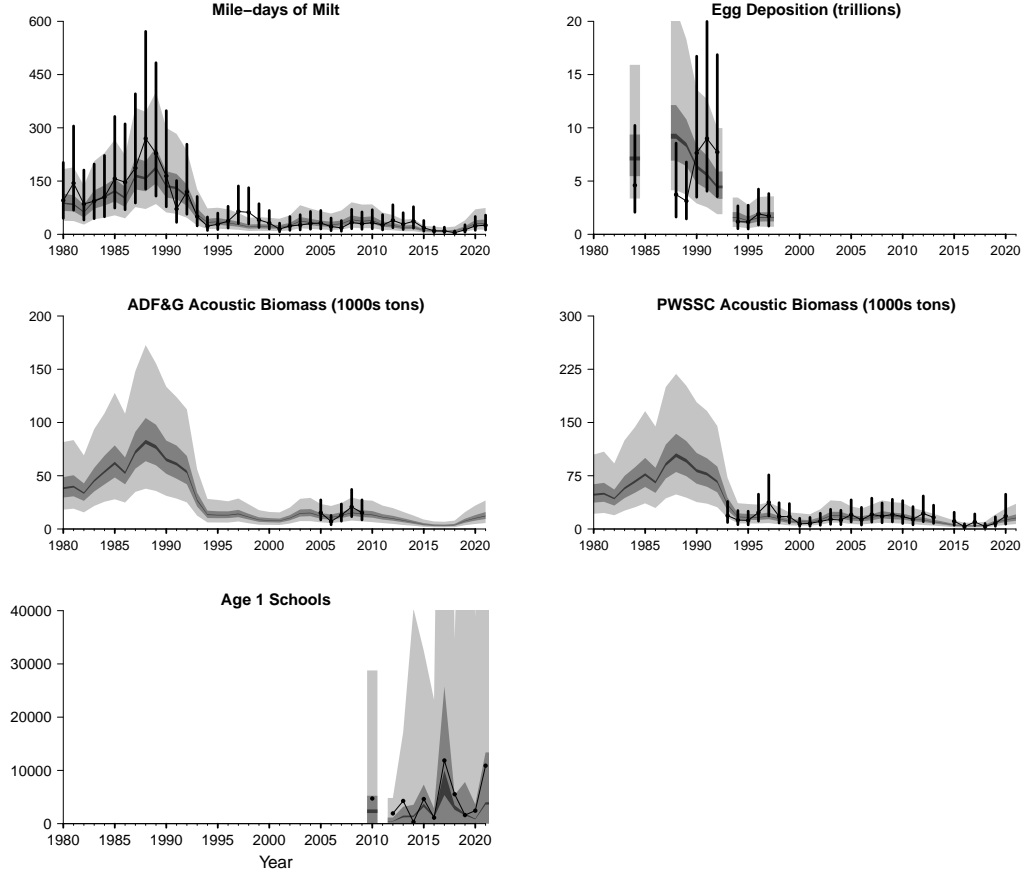 Mile−days of Milt
600
450
300
150
0
1980 1985 1990 1995 2000 2005 2010 2015 2020
Egg Deposition (trillions)
20
15
10
5
0
1980 1985 1990 1995 2000 2005 2010 2015 2020
ADF&G Acoustic Biomass (1000s tons)
200
150
100
50
0
1980 1985 1990 1995 2000 2005 2010 2015 2020
PWSSC Acoustic Biomass (1000s tons)
300
225
150
75
0
1980 1985 1990 1995 2000 2005 2010 2015 2020
Age 1 Schools
40000
30000
20000
10000
0
1980 1985 1990 1995 2000 2005 2010 2015 2020
Year